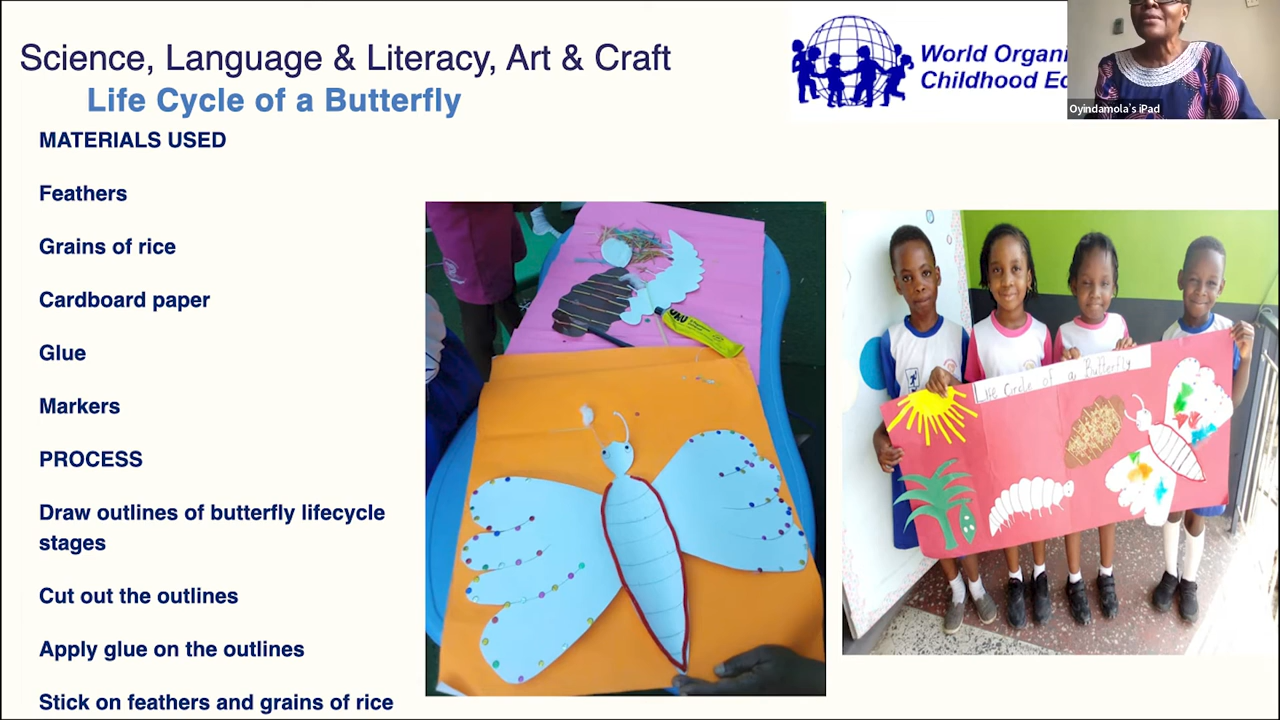 Science, Language & Literacy, Art & Craft
Life Cycle of a Butterfly
World Organi
Childhood Ed
Oyindamola's iPad
MATERIALS USED
Feathers
Grains of rice
Cardboard paper
Glue
Markers
PROCESS
Draw outlines of butterfly lifecycle
stages
Cut out the outlines
Apply glue on the outlines
Stick on feathers and grains of rice
UHU
Life Circle of a Butterfly